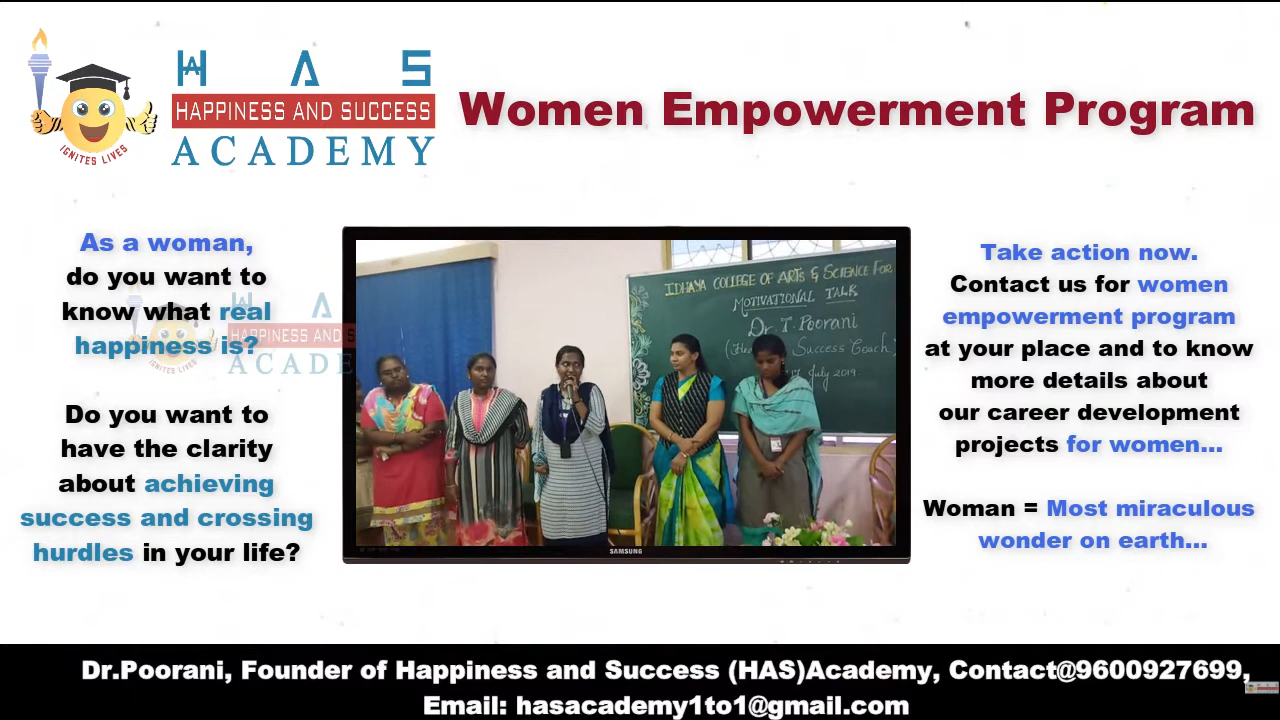 H A S
HAPPINESS AND SUCCESS
ACADEMY
IGNITES LIVES
Women Empowerment Program
As a woman,
do you want to
know what real
happiness is?
Do you want to
have the clarity
about achieving
success and crossing
hurdles in your life?
H A S
HAPPINESS AND S
ACADE
IDHAYA COLLEGE OF ARTS & SCIENCE FOR
MOTIVATIONAL TALK
Dr. T. Poorani
Success Coach
July 2019
SAMSUNG
Take action now.
Contact us for women
empowerment program
at your place and to know
more details about
our career development
projects for women...
Woman = Most miraculous
wonder on earth...
Dr.Poorani, Founder of Happiness and Success (HAS)Academy, Contact@9600927699,
Email: hasacademy1to1@gmail.com